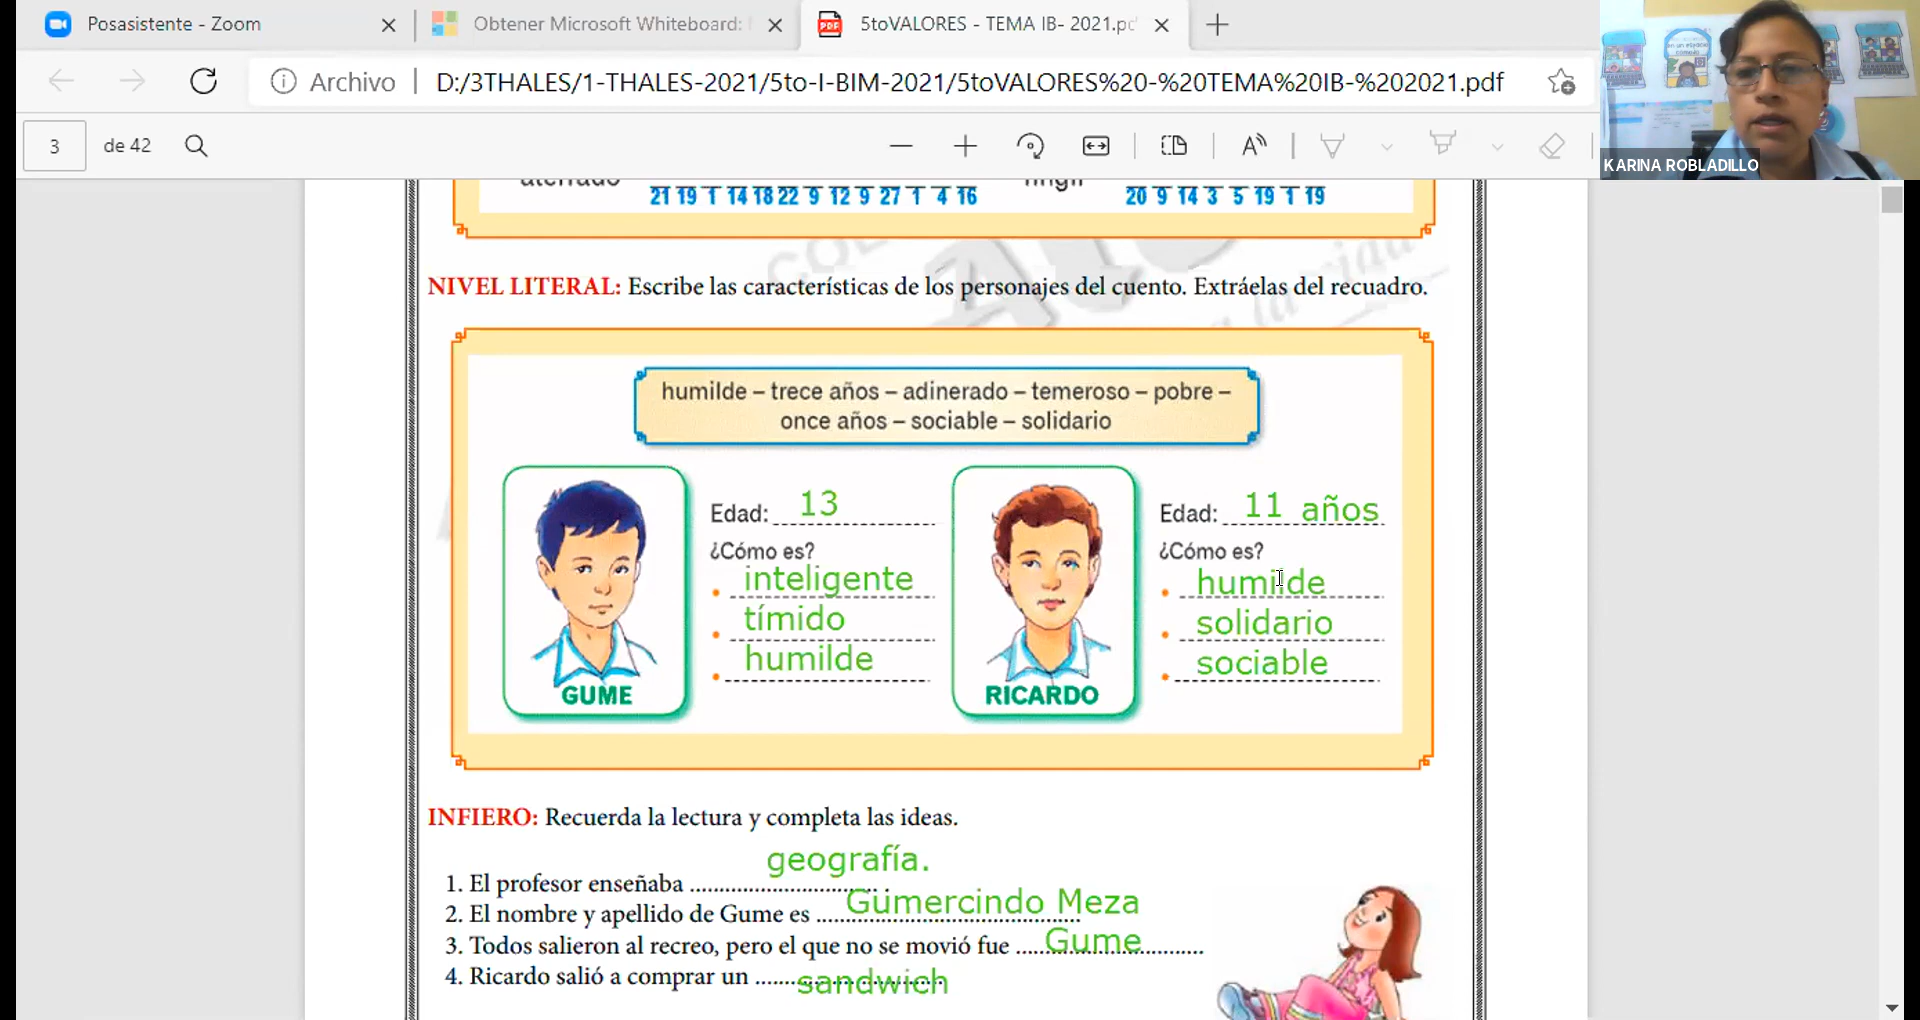 Posasistente - Zoom
Obtener Microsoft Whiteboard:
5toVALORES - TEMA IB- 2021.pd
Archivo
D:/3THALES/1-THALES-2021/5to-I-BIM-2021/5toVALORES%20-%20TEMA%20IB-%202021.pdf
3 de 42
KARINA ROBLADILLO
aterrado
21 19 1 14 18 22 9 12 9 27 1 4 16
fingir
20 9 14 3 5 19 1 19
NIVEL LITERAL: Escribe las características de los personajes del cuento. Extráelas del recuadro.
humilde – trece años – adinerado – temeroso – pobre –
once años – sociable – solidario
Edad: 13
¿Cómo es?
• inteligente
• tímido
• humilde
GUME
Edad: 11 años
¿Cómo es?
• humilde
• solidario
• sociable
RICARDO
INFIERO: Recuerda la lectura y completa las ideas.
1. El profesor enseñaba geografía.
2. El nombre y apellido de Gume es Gumercindo Meza
3. Todos salieron al recreo, pero el que no se movió fue Gume
4. Ricardo salió a comprar un sandwich